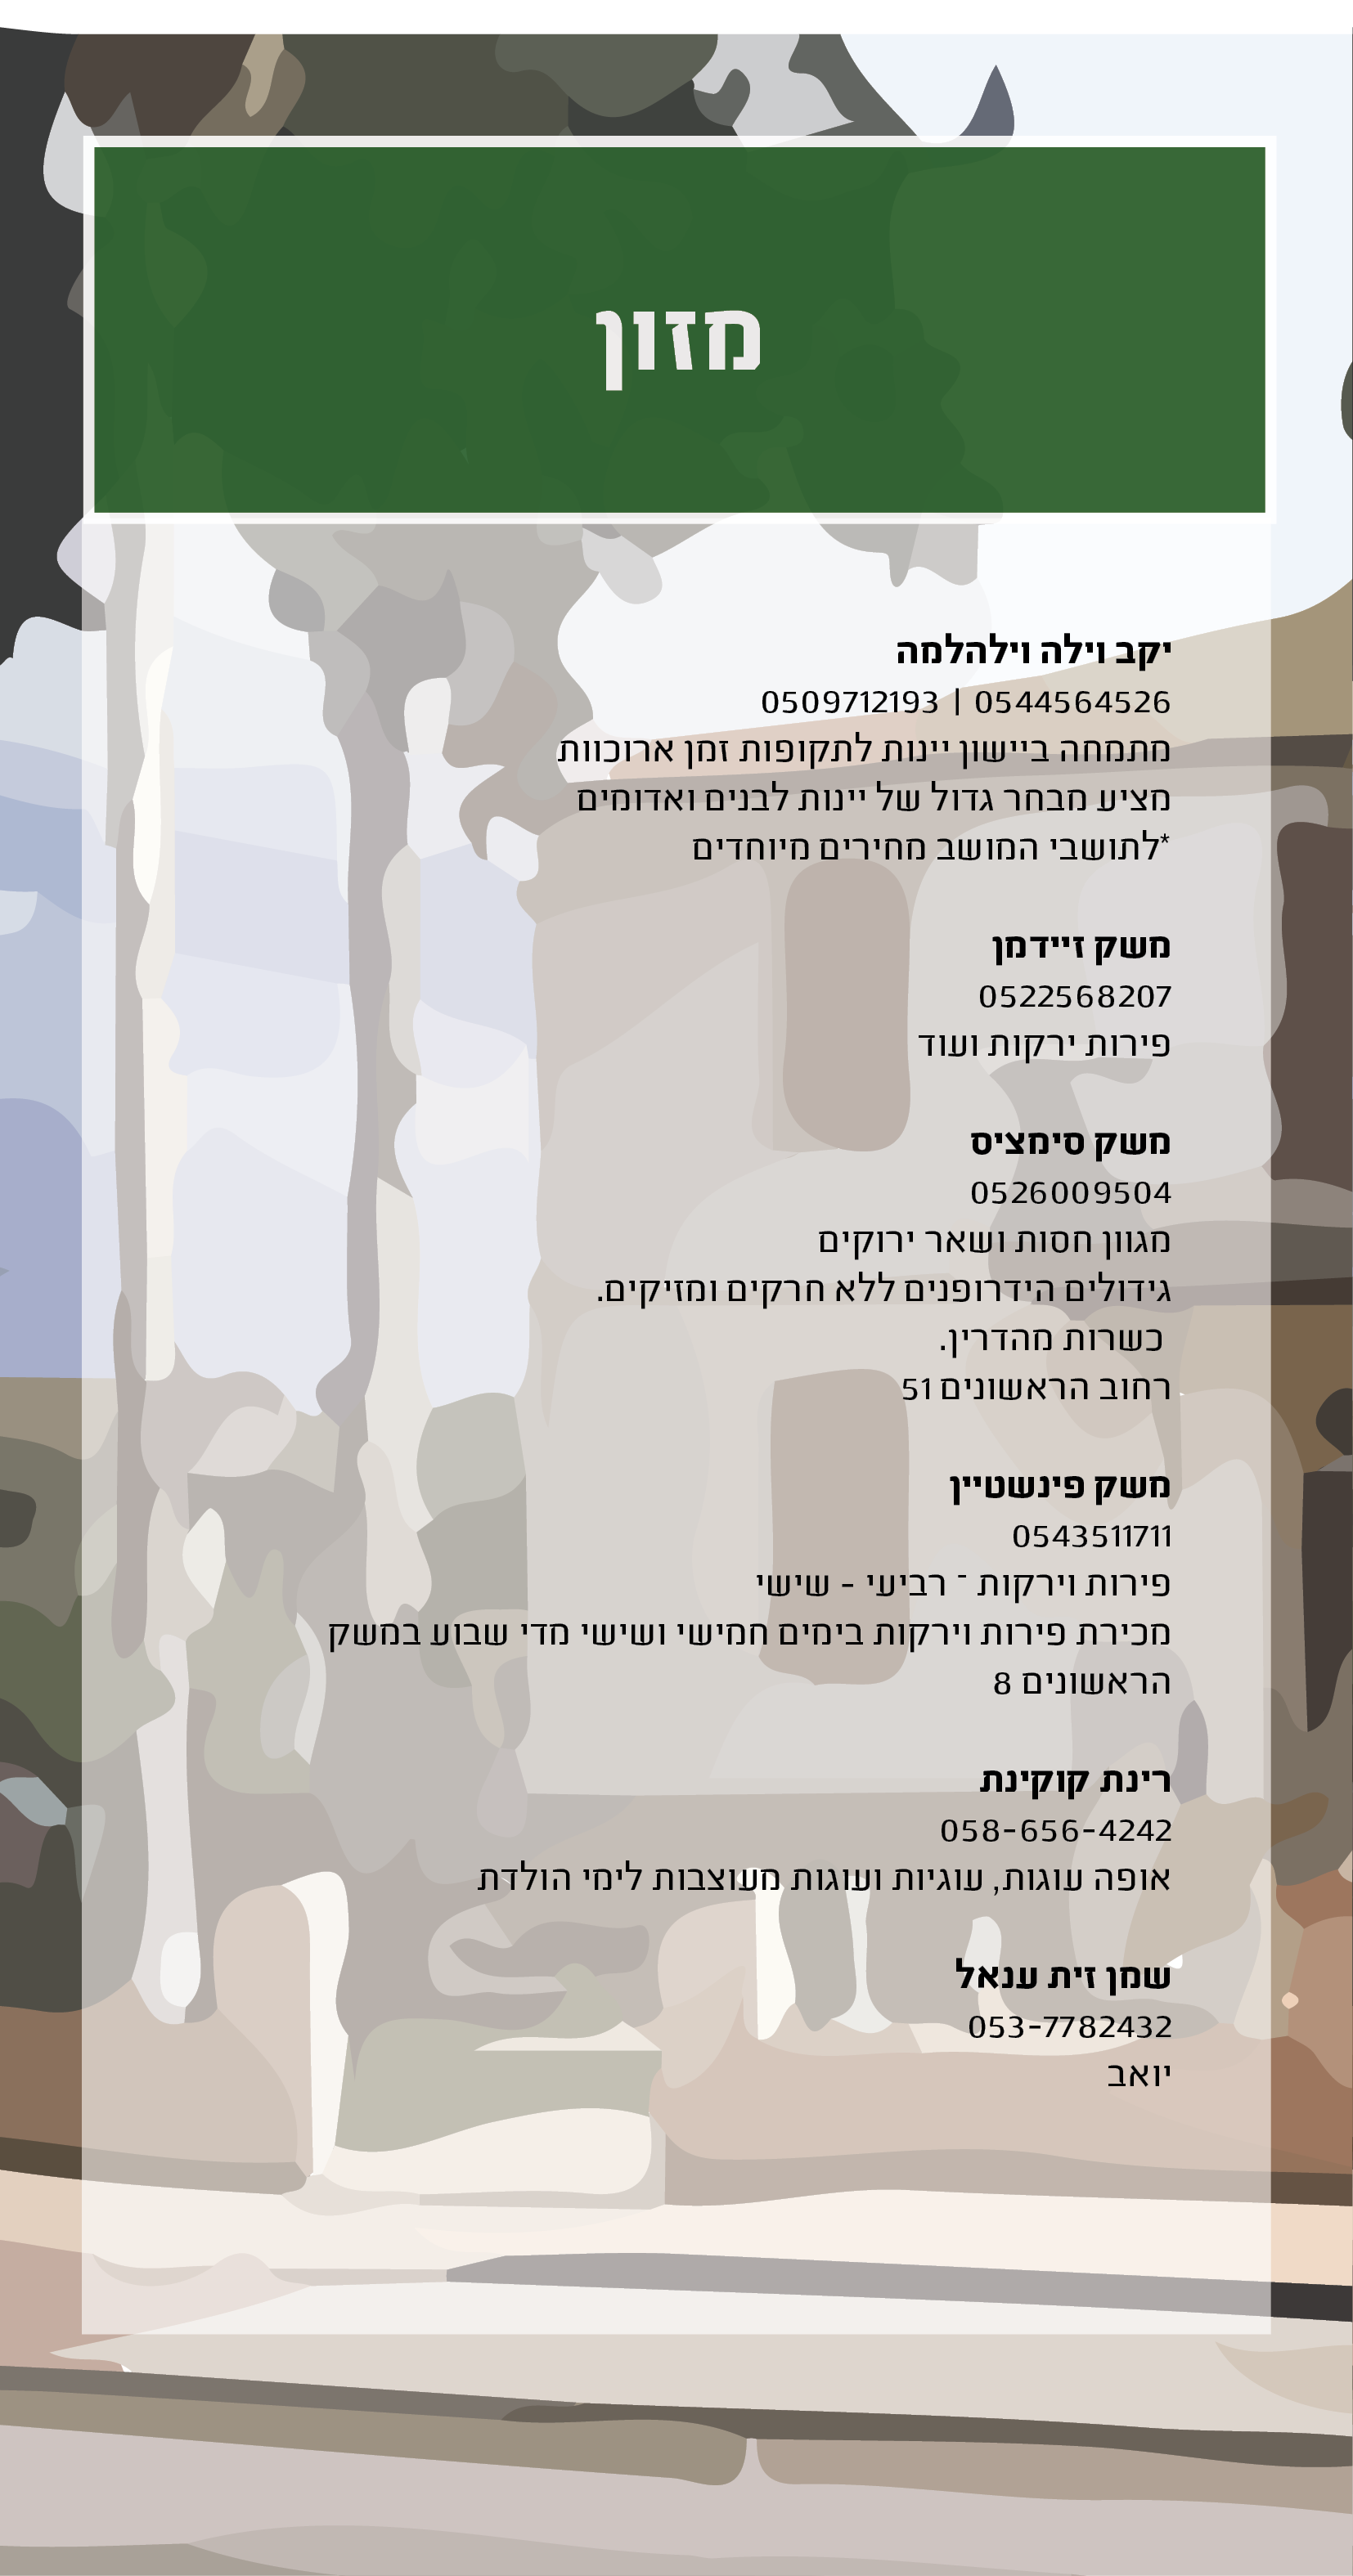 מזון
יקב וילה וילהלמה
0544564526 | 0509712193
מתמחה ביישון יינות לתקופות זמן ארוכוות
מציע מבחר גדול של יינות לבנים ואדומים
*לתושבי המושב מחירים מיוחדים
משק זיידמן
0522568207
פירות ירקות ועוד
משק סימציס
0526009504
מגוון חסות ושאר ירוקים
גידולים הידרופנים ללא חרקים ומזיקים.
כשרות מהדרין.
רחוב הראשונים 51
משק פינשטיין
0543511711
פירות וירקות ־ רביעי - שישי
מכירת פירות וירקות בימים חמישי ושישי מדי שבוע במשק
הראשונים 8
רינת קוקינת
058-656-4242
אופה עוגות, עוגיות ועוגות מעוצבות לימי הולדת
שמן זית ענאל
053-7782432
יואב